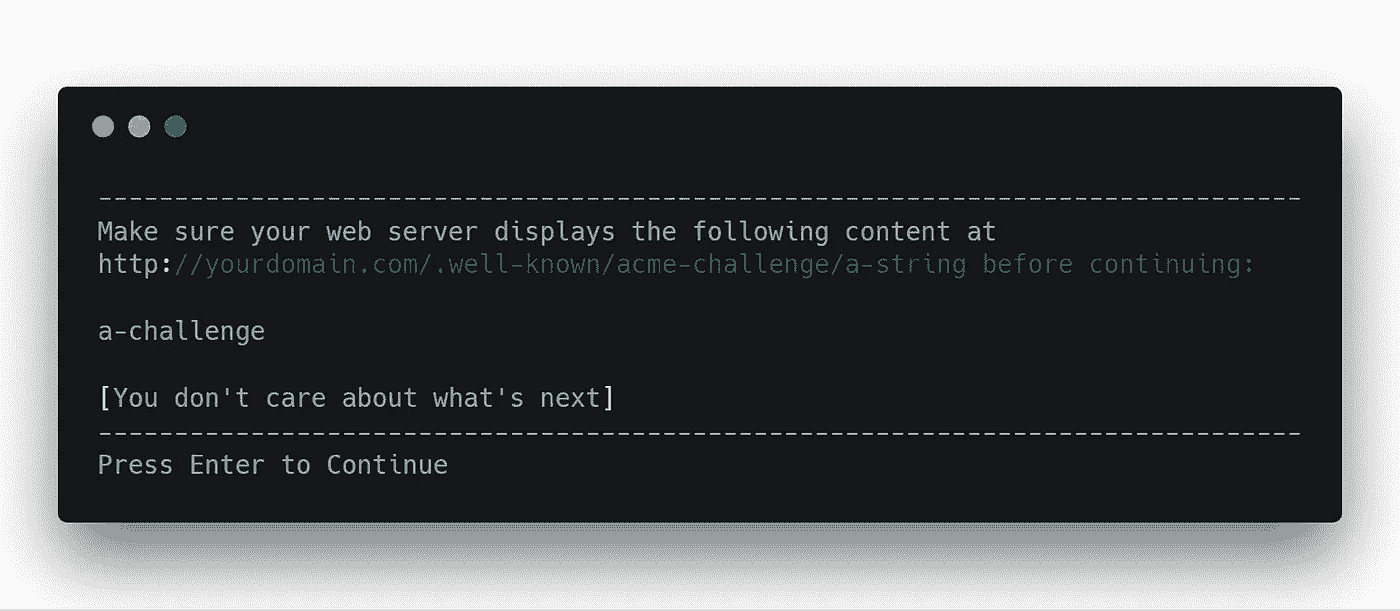 -------------------------------------------------------------------------------
Make sure your web server displays the following content at
http://yourdomain.com/.well-known/acme-challenge/a-string before continuing:
a-challenge
[You don't care about what's next]
-------------------------------------------------------------------------------
Press Enter to Continue